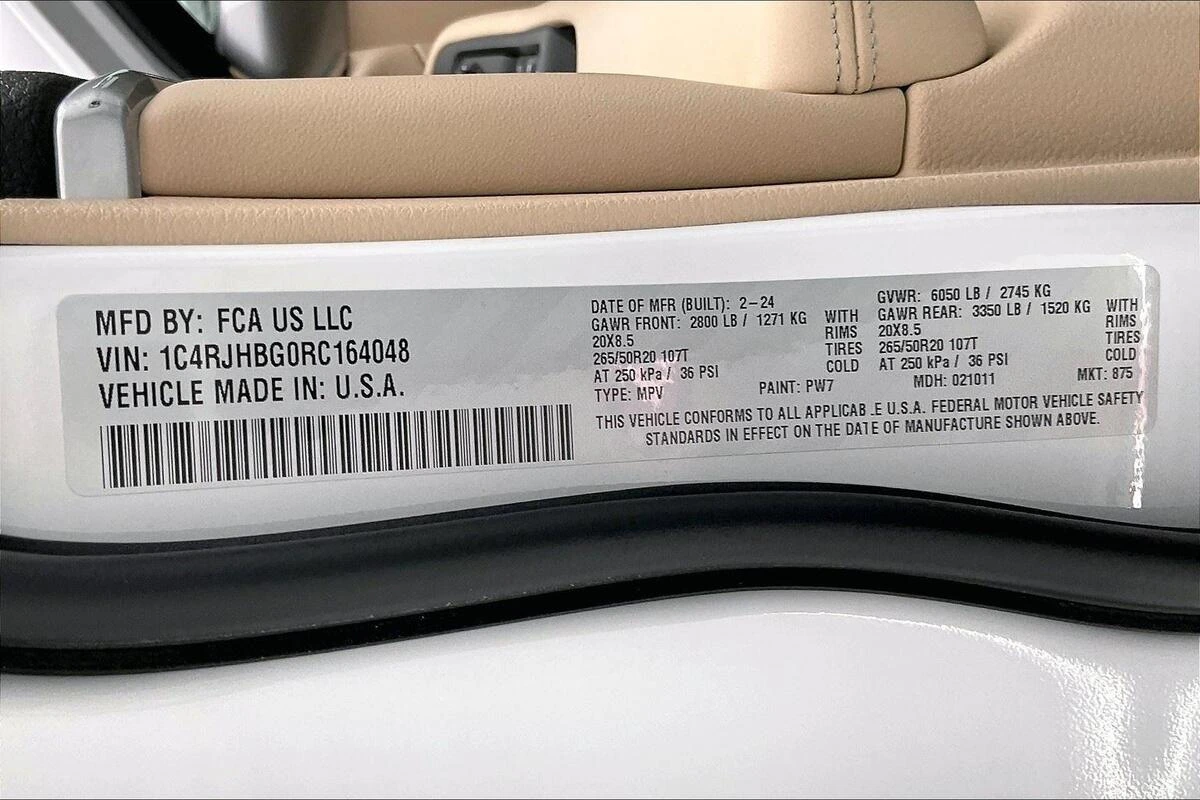 MFD BY: FCA US LLC
VIN: 1C4RJHBG0RC164048
VEHICLE MADE IN: U.S.A.
DATE OF MFR (BUILT): 2-24
GAWR FRONT: 2800 LB / 1271 KG WITH
20X8.5 RIMS
265/50R20 107T TIRES
AT 250 kPa / 36 PSI COLD
TYPE: MPV PAINT: PW7
GVWR: 6050 LB / 2745 KG
GAWR REAR: 3350 LB / 1520 KG WITH
20X8.5 RIMS
265/50R20 107T TIRES
AT 250 kPa / 36 PSI COLD
MDH: 021011 MKT: 875
THIS VEHICLE CONFORMS TO ALL APPLICAB.E U.S.A. FEDERAL MOTOR VEHICLE SAFETY
STANDARDS IN EFFECT ON THE DATE OF MANUFACTURE SHOWN ABOVE.